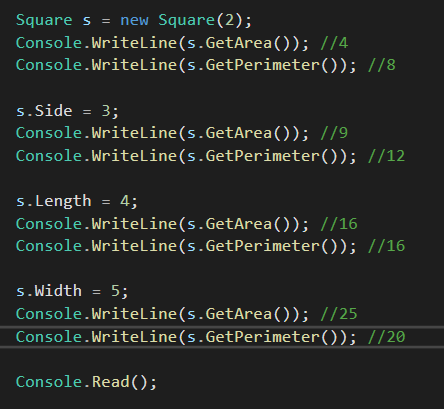 Square s = new Square(2);
Console.WriteLine(s.GetArea()); //4
Console.WriteLine(s.GetPerimeter()); //8
s.Side = 3;
Console.WriteLine(s.GetArea()); //9
Console.WriteLine(s.GetPerimeter()); //12
s.Length = 4;
Console.WriteLine(s.GetArea()); //16
Console.WriteLine(s.GetPerimeter()); //16
s.Width = 5;
Console.WriteLine(s.GetArea()); //25
Console.WriteLine(s.GetPerimeter()); //20
Console.Read();